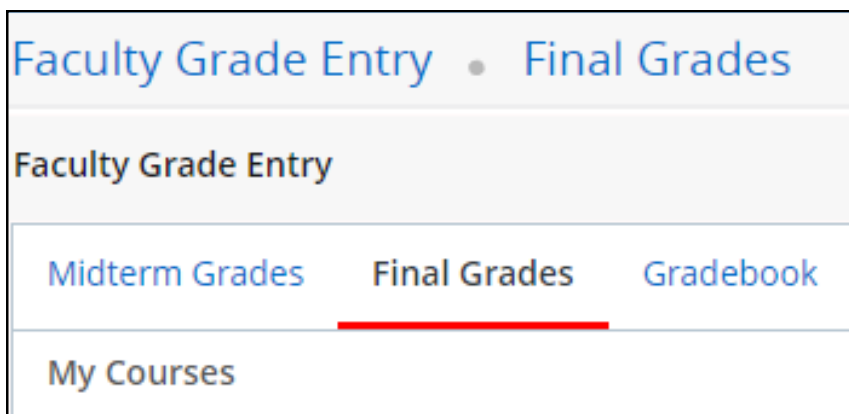 Faculty Grade Entry • Final Grades
Faculty Grade Entry
Midterm Grades Final Grades Gradebook
My Courses